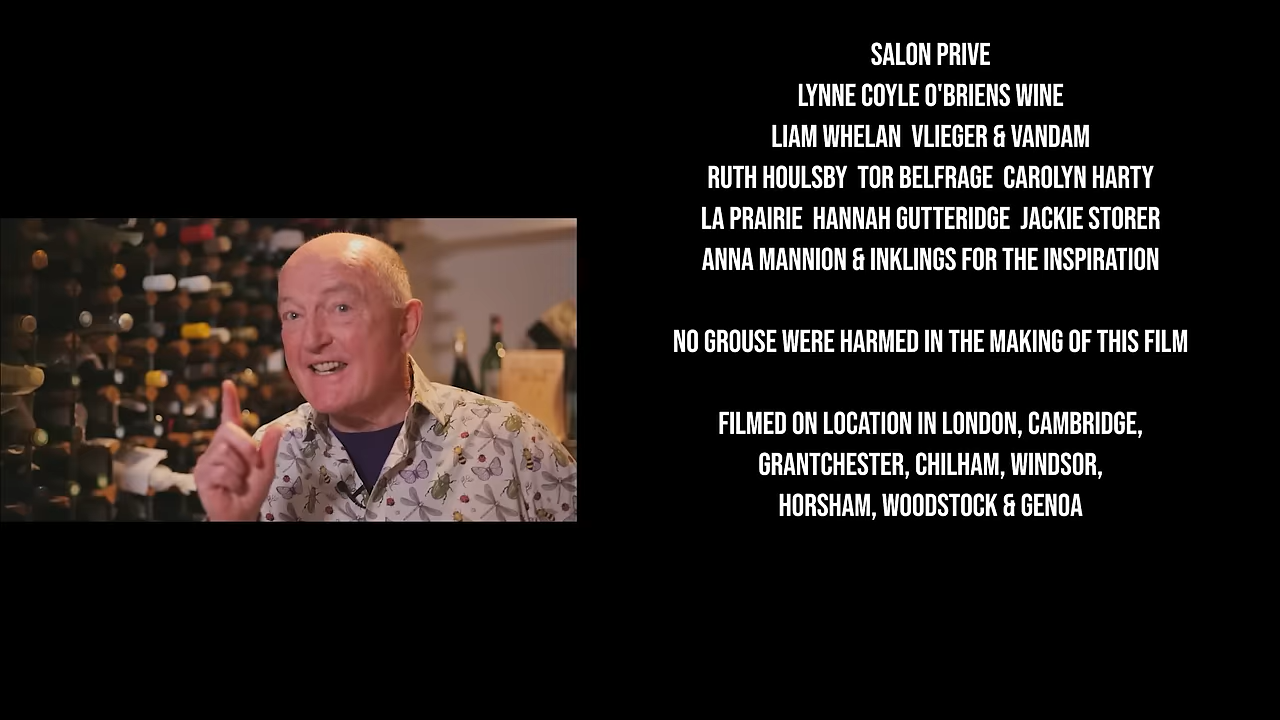 SALON PRIVE
LYNNE COYLE O'BRIENS WINE
LIAM WHELAN VLIEGER & VANDAM
RUTH HOULSBY TOR BELFRAGE CAROLYN HARTY
LA PRAIRIE HANNAH GUTTERIDGE JACKIE STORER
ANNA MANNION & INKLINGS FOR THE INSPIRATION
NO GROUSE WERE HARMED IN THE MAKING OF THIS FILM
FILMED ON LOCATION IN LONDON, CAMBRIDGE,
GRANTCHESTER, CHILHAM, WINDSOR,
HORSHAM, WOODSTOCK & GENOA